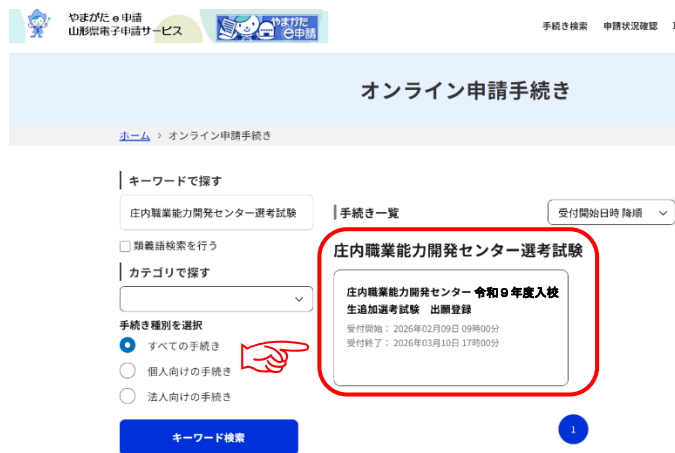 やまがた e 申請
山形県電子申請サービス
やまがた
e申請
手続き検索 申請状況確認
オンライン申請手続き
ホーム > オンライン申請手続き
キーワードで探す
庄内職業能力開発センター選考試験
類義語検索を行う
カテゴリで探す
手続き種別を選択
すべての手続き
個人向けの手続き
法人向けの手続き
キーワード検索
手続き一覧
受付開始日時 降順
庄内職業能力開発センター選考試験
庄内職業能力開発センター 令和9年度入校
生追加選考試験 出願登録
受付開始： 2026年02月09日 09時00分
受付終了： 2026年03月10日 17時00分
1